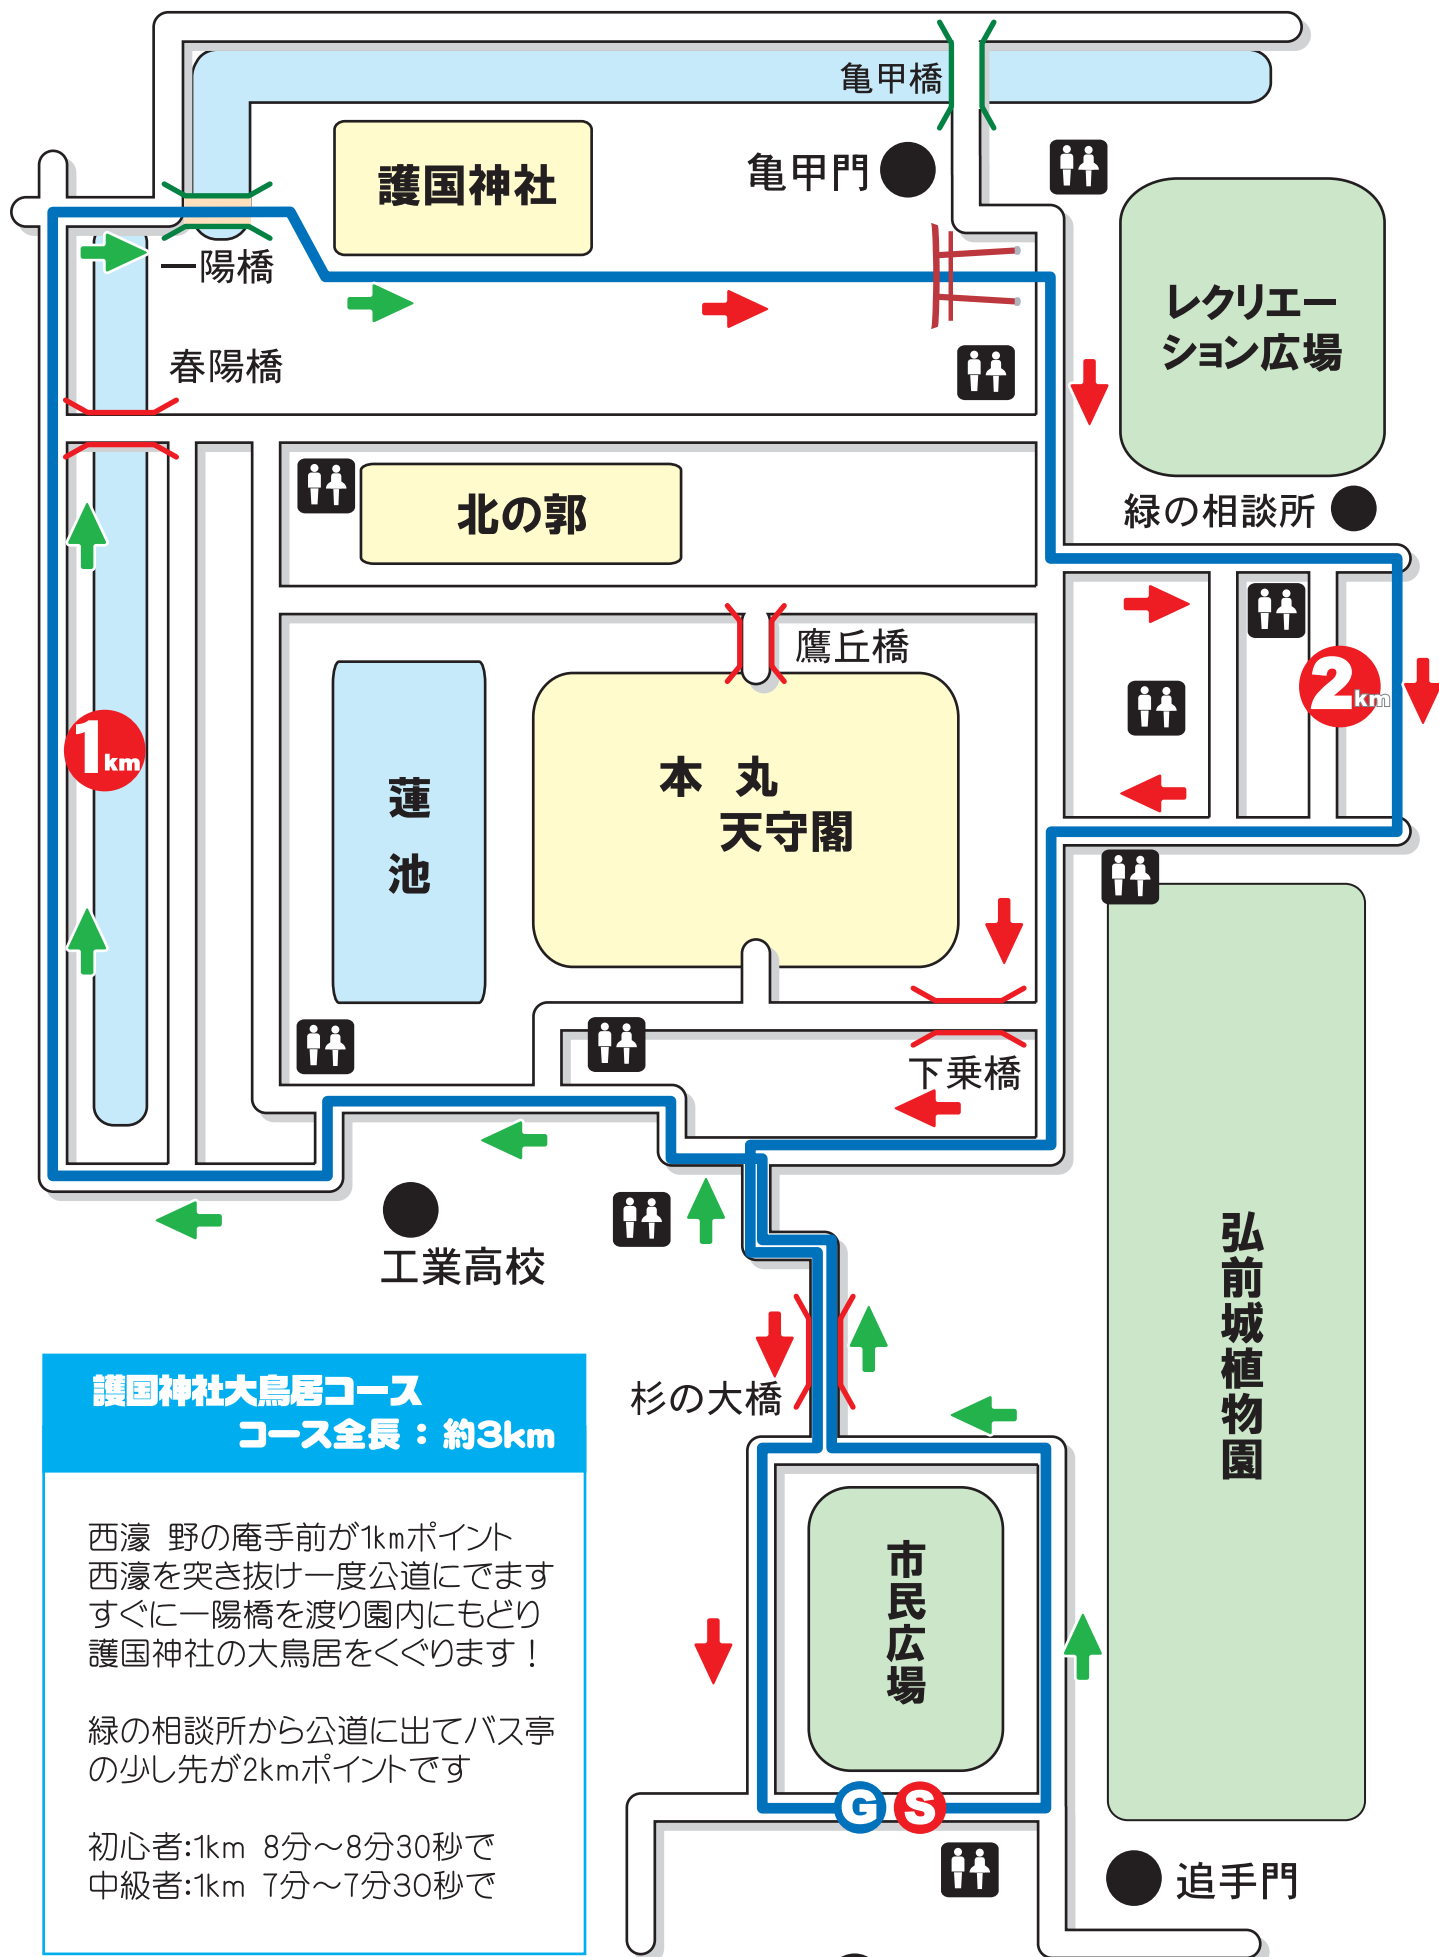 亀甲橋
護国神社
亀甲門
一陽橋
レクリエー
ション広場
春陽橋
北の郭
緑の相談所
鷹丘橋
2km
1km
本丸
天守閣
蓮池
下乗橋
工業高校
弘前城植物園
杉の大橋
護国神社大鳥居コース
コース全長：約3km
西濠 野の庵手前が1kmポイント
西濠を突き抜け一度公道にでます
すぐに一陽橋を渡り園内にもどり
護国神社の大鳥居をくぐります！
緑の相談所から公道に出てバス亭
の少し先が2kmポイントです
初心者:1km 8分～8分30秒で
中級者:1km 7分～7分30秒で
市民広場
G S
追手門